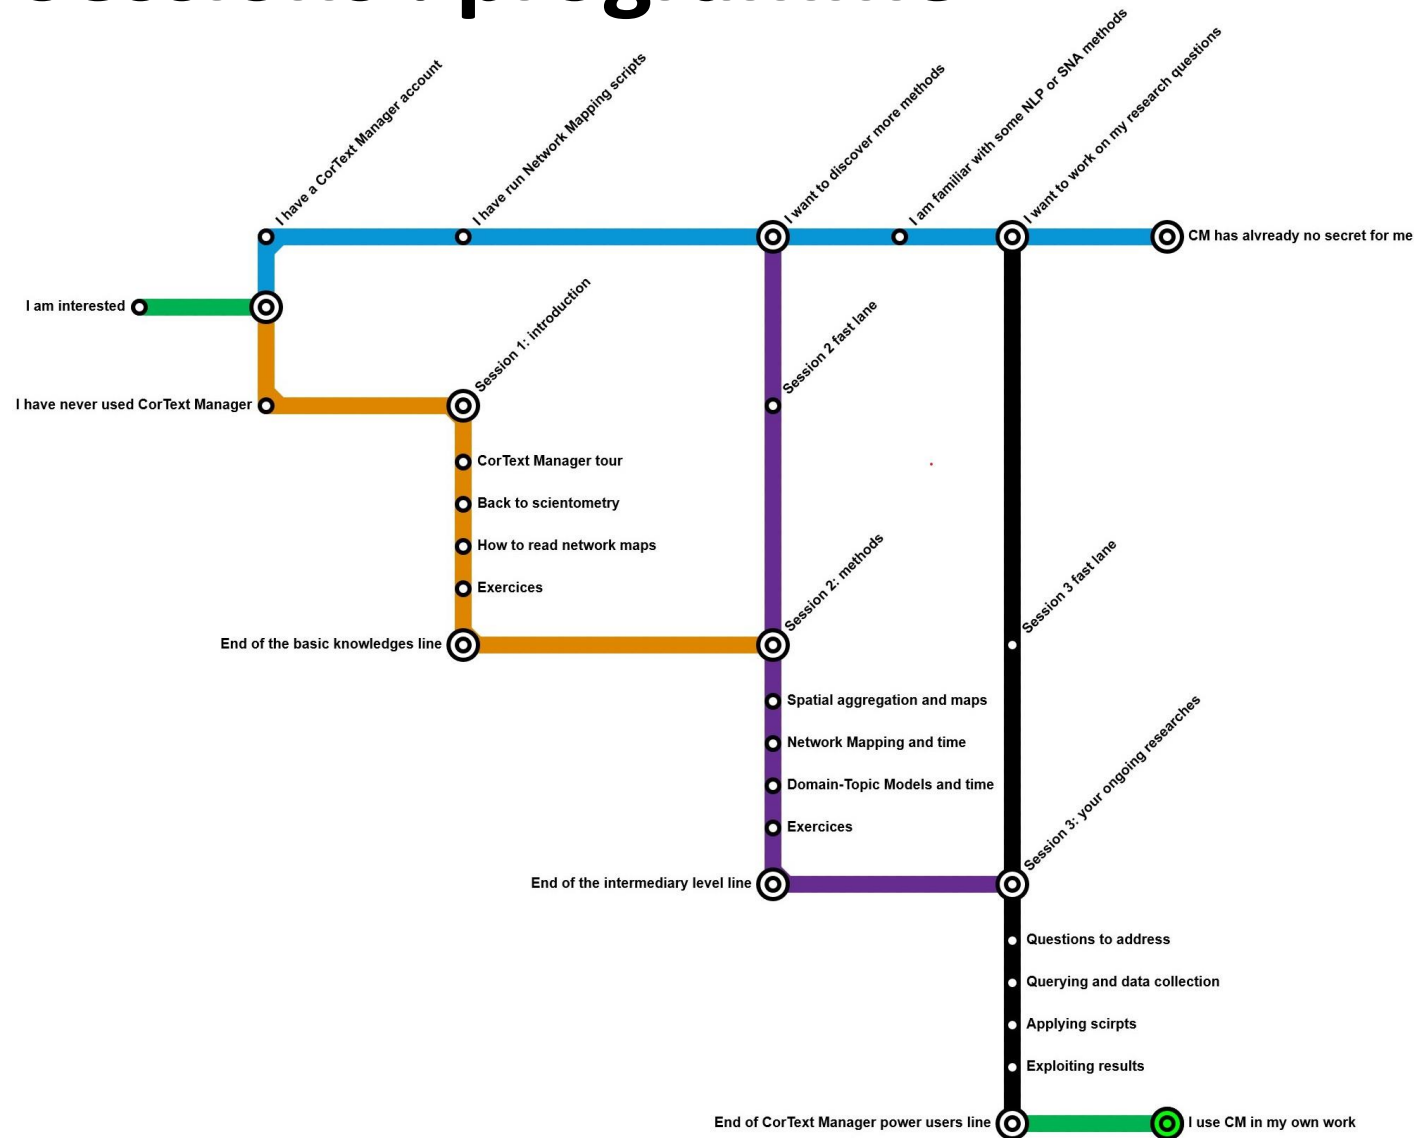 I have a CorText Manager account
I have run Network Mapping scripts
I want to discover more methods
I am familiar with some NLP or SNA methods
I want to work on my research questions
CM has alvready no secret for me
I am interested
Session 1: introduction
Session 2 fast lane
I have never used CorText Manager
CorText Manager tour
Back to scientometry
How to read network maps
Exercices
Session 2: methods
Session 3 fast lane
End of the basic knowledges line
Spatial aggregation and maps
Network Mapping and time
Domain-Topic Models and time
Exercices
Session 3: your ongoing researches
End of the intermediary level line
Questions to address
Querying and data collection
Applying scirpts
Exploiting results
End of CorText Manager power users line
I use CM in my own work